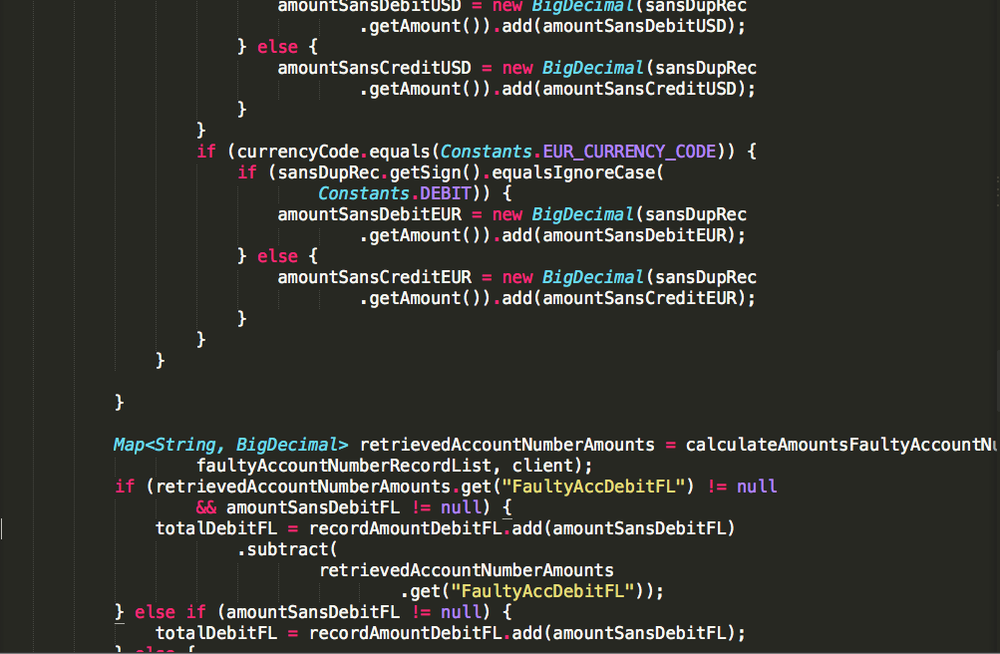 amountSansDebitUSD = new BigDecimal(sansDupRec
.getAmount()).add(amountSansDebitUSD);
} else {
amountSansCreditUSD = new BigDecimal(sansDupRec
.getAmount()).add(amountSansCreditUSD);
}
}
if (currencyCode.equals(Constants.EUR_CURRENCY_CODE)) {
if (sansDupRec.getSign().equalsIgnoreCase(
Constants.DEBIT)) {
amountSansDebitEUR = new BigDecimal(sansDupRec
.getAmount()).add(amountSansDebitEUR);
} else {
amountSansCreditEUR = new BigDecimal(sansDupRec
.getAmount()).add(amountSansCreditEUR);
}
}
}
}
Map<String, BigDecimal> retrievedAccountNumberAmounts = calculateAmountsFaultyAccountNu
faultyAccountNumberRecordList, client);
if (retrievedAccountNumberAmounts.get("FaultyAccDebitFL") != null
&& amountSansDebitFL != null) {
totalDebitFL = recordAmountDebitFL.add(amountSansDebitFL)
.subtract(
retrievedAccountNumberAmounts
.get("FaultyAccDebitFL"));
} else if (amountSansDebitFL != null) {
totalDebitFL = recordAmountDebitFL.add(amountSansDebitFL);
} else {